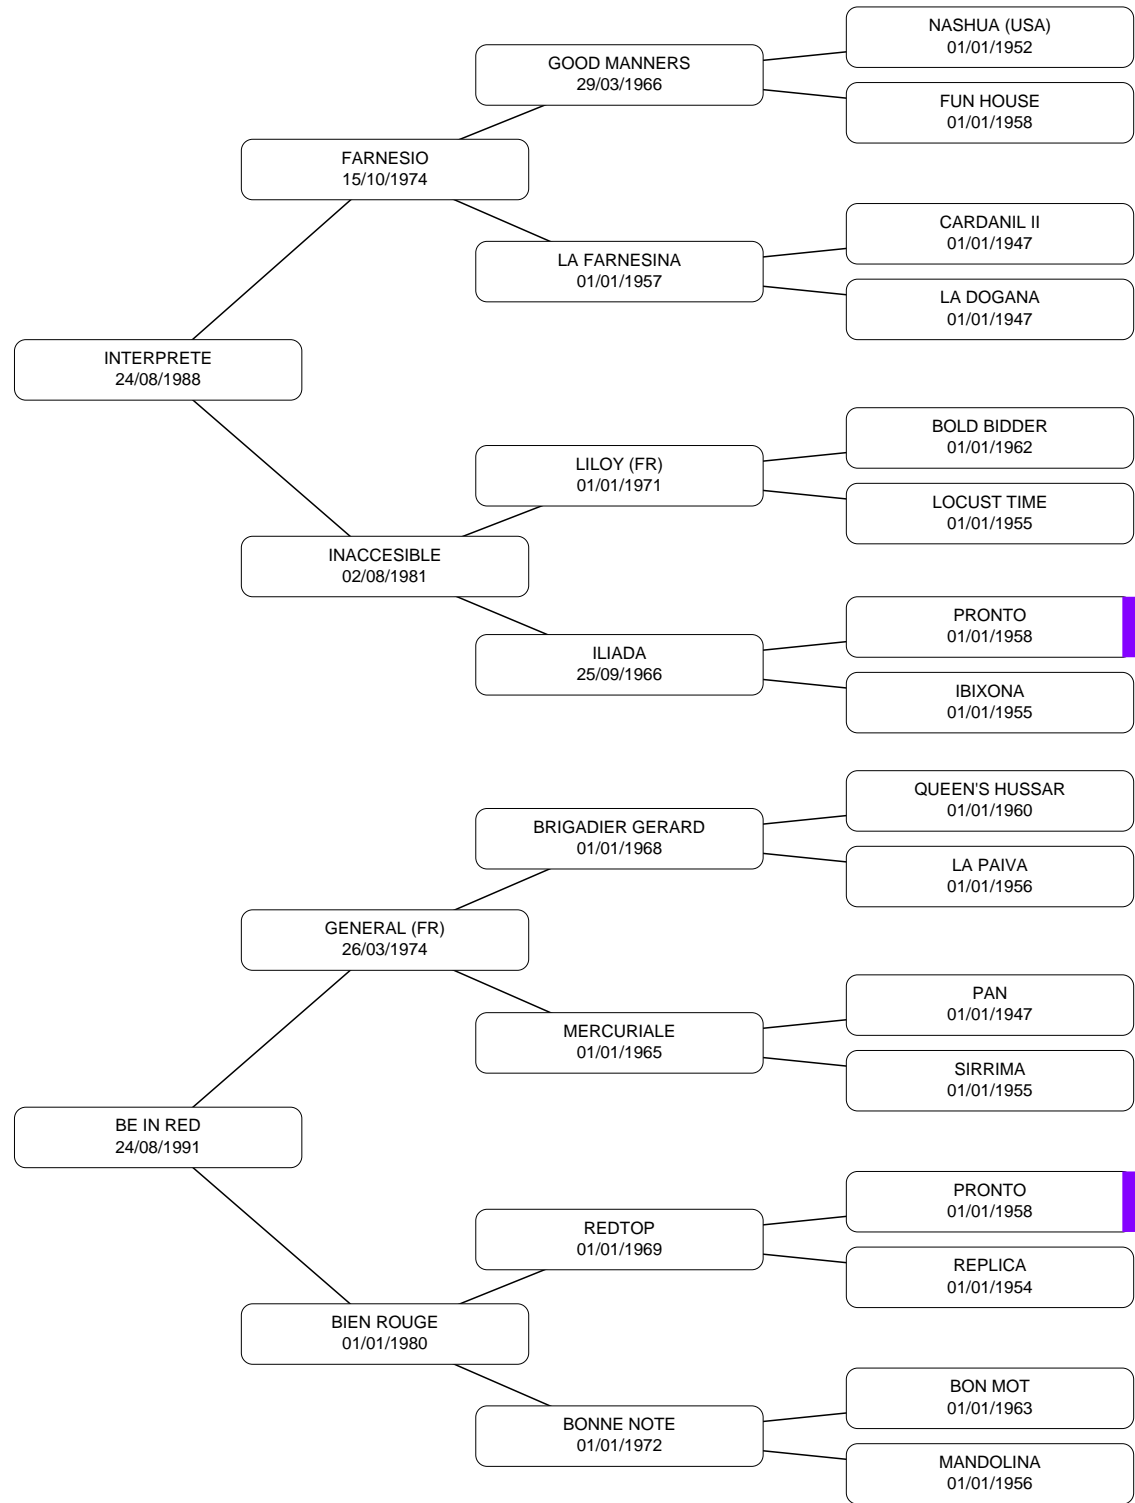 NASHUA (USA)
01/01/1952
GOOD MANNERS
29/03/1966
FUN HOUSE
01/01/1958
FARNESIO
15/10/1974
CARDANIL II
01/01/1947
LA FARNESINA
01/01/1957
LA DOGANA
01/01/1947
INTERPRETE
24/08/1988
BOLD BIDDER
01/01/1962
LILOY (FR)
01/01/1971
LOCUST TIME
01/01/1955
INACCESIBLE
02/08/1981
PRONTO
01/01/1958
ILIADA
25/09/1966
IBIXONA
01/01/1955
QUEEN'S HUSSAR
01/01/1960
BRIGADIER GERARD
01/01/1968
LA PAIVA
01/01/1956
GENERAL (FR)
26/03/1974
PAN
01/01/1947
MERCURIALE
01/01/1965
SIRRIMA
01/01/1955
BE IN RED
24/08/1991
PRONTO
01/01/1958
REDTOP
01/01/1969
REPLICA
01/01/1954
BIEN ROUGE
01/01/1980
BON MOT
01/01/1963
BONNE NOTE
01/01/1972
MANDOLINA
01/01/1956